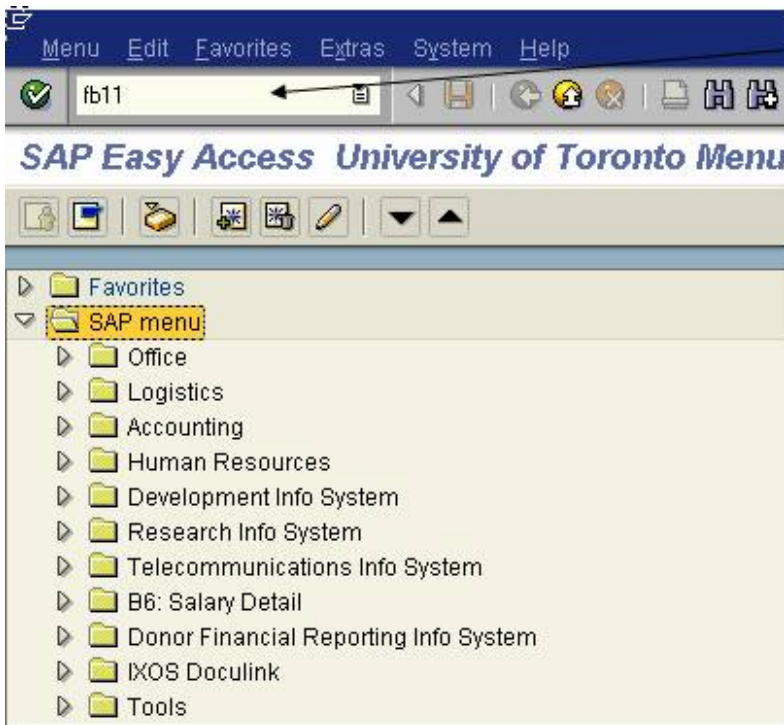 Menu Edit Favorites Extras System Help
fb11
SAP Easy Access University of Toronto Menu
Favorites
SAP menu
Office
Logistics
Accounting
Human Resources
Development Info System
Research Info System
Telecommunications Info System
B6: Salary Detail
Donor Financial Reporting Info System
IXOS Doculink
Tools